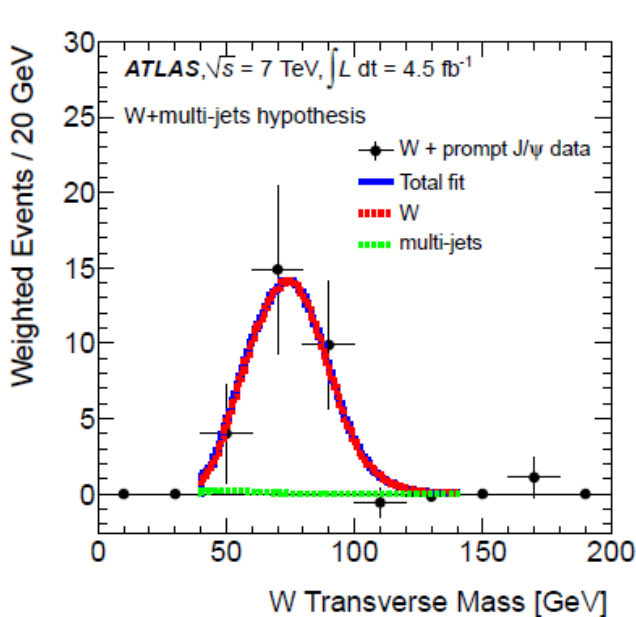 Weighted Events / 20 GeV
30
25
20
15
10
5
0
ATLAS, √s = 7 TeV, ∫L dt = 4.5 fb⁻¹
W+multi-jets hypothesis
W + prompt J/ψ data
Total fit
W
multi-jets
0 50 100 150 200
W Transverse Mass [GeV]